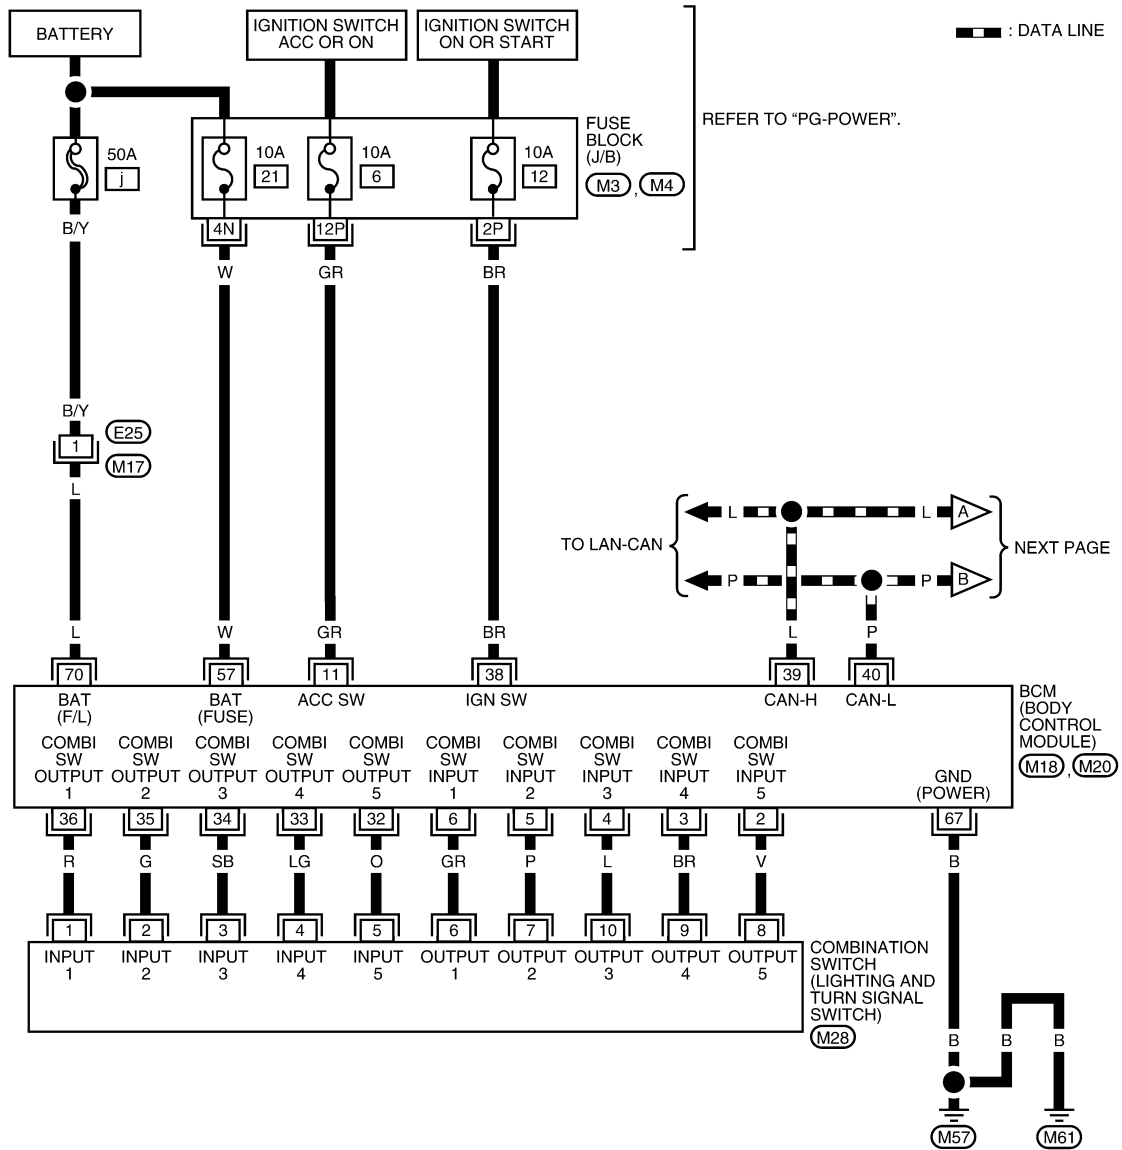 BATTERY
IGNITION SWITCH
ACC OR ON
IGNITION SWITCH
ON OR START
: DATA LINE
REFER TO “PG-POWER”.
50A
j
10A
21
10A
6
10A
12
FUSE
BLOCK
(J/B)
M3 , M4
4N
12P
2P
B/Y
W
GR
BR
B/Y
1
E25
M17
L
TO LAN-CAN
L
L
A
P
P
B
NEXT PAGE
L
W
GR
BR
L
P
70
57
11
38
39
40
BAT
(F/L)
BAT
(FUSE)
ACC SW
IGN SW
CAN-H
CAN-L
BCM
(BODY
CONTROL
MODULE)
M18 , M20
COMBI
SW
OUTPUT
1
COMBI
SW
OUTPUT
2
COMBI
SW
OUTPUT
3
COMBI
SW
OUTPUT
4
COMBI
SW
OUTPUT
5
COMBI
SW
INPUT
1
COMBI
SW
INPUT
2
COMBI
SW
INPUT
3
COMBI
SW
INPUT
4
COMBI
SW
INPUT
5
GND
(POWER)
36
35
34
33
32
6
5
4
3
2
67
R
G
SB
LG
O
GR
P
L
BR
V
B
1
2
3
4
5
6
7
10
9
8
INPUT
1
INPUT
2
INPUT
3
INPUT
4
INPUT
5
OUTPUT
1
OUTPUT
2
OUTPUT
3
OUTPUT
4
OUTPUT
5
COMBINATION
SWITCH
(LIGHTING AND
TURN SIGNAL
SWITCH)
M28
B
B
B
M57
M61